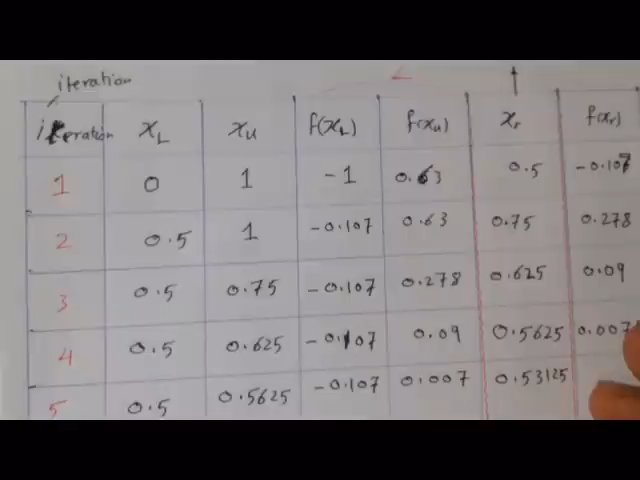 iteration
iteration xL xU f(xL) f(xU) xr f(xr)
1 0 1 -1 0.63 0.5 -0.107
2 0.5 1 -0.107 0.63 0.75 0.278
3 0.5 0.75 -0.107 0.278 0.625 0.09
4 0.5 0.625 -0.107 0.09 0.5625 0.007
5 0.5 0.5625 -0.107 0.007 0.53125